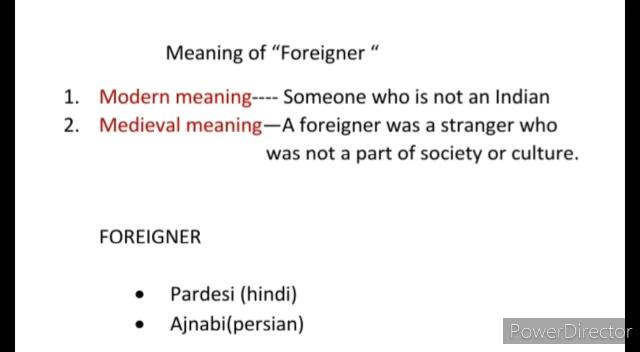 Meaning of “Foreigner “
1. Modern meaning---- Someone who is not an Indian
2. Medieval meaning—A foreigner was a stranger who
was not a part of society or culture.
FOREIGNER
• Pardesi (hindi)
• Ajnabi(persian)
PowerDirector